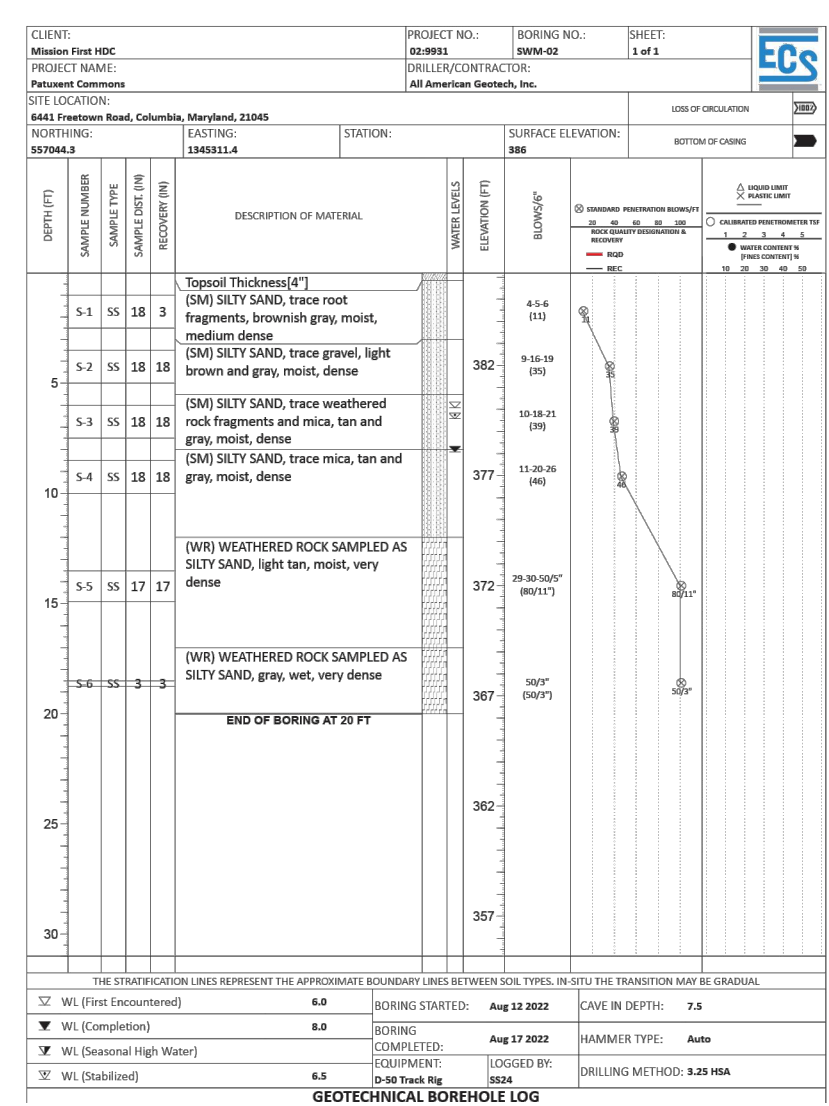 CLIENT:
Mission First HDC
PROJECT NO.:
02:9931
BORING NO.:
SWM-02
SHEET:
1 of 1
ECS
PROJECT NAME:
Patuxent Commons
DRILLER/CONTRACTOR:
All American Geotech, Inc.
SITE LOCATION:
6441 Freetown Road, Columbia, Maryland, 21045
LOSS OF CIRCULATION
NORTHING:
557044.3
EASTING:
1345311.4
STATION:
SURFACE ELEVATION:
386
BOTTOM OF CASING
DEPTH (FT)
SAMPLE NUMBER
SAMPLE TYPE
SAMPLE DIST. (IN)
RECOVERY (IN)
DESCRIPTION OF MATERIAL
WATER LEVELS
ELEVATION (FT)
BLOWS/6"
STANDARD PENETRATION BLOWS/FT
20 40 60 80 100
ROCK QUALITY DESIGNATION &
RECOVERY
RQD
REC
LIQUID LIMIT
PLASTIC LIMIT
CALIBRATED PENETROMETER TSF
1 2 3 4 5
WATER CONTENT %
[FINES CONTENT] %
10 20 30 40 50
Topsoil Thickness[4"]
S-1 SS 18 3
(SM) SILTY SAND, trace root
fragments, brownish gray, moist,
medium dense
4-5-6
(11)
11
S-2 SS 18 18
(SM) SILTY SAND, trace gravel, light
brown and gray, moist, dense
382
9-16-19
(35)
35
5
S-3 SS 18 18
(SM) SILTY SAND, trace weathered
rock fragments and mica, tan and
gray, moist, dense
10-18-21
(39)
39
S-4 SS 18 18
(SM) SILTY SAND, trace mica, tan and
gray, moist, dense
377
11-20-26
(46)
46
10
(WR) WEATHERED ROCK SAMPLED AS
SILTY SAND, light tan, moist, very
dense
S-5 SS 17 17
372
29-30-50/5"
(80/11")
80/11"
15
(WR) WEATHERED ROCK SAMPLED AS
SILTY SAND, gray, wet, very dense
S-6 SS 3 3
367
50/3"
(50/3")
50/3"
20
END OF BORING AT 20 FT
362
25
357
30
THE STRATIFICATION LINES REPRESENT THE APPROXIMATE BOUNDARY LINES BETWEEN SOIL TYPES. IN-SITU THE TRANSITION MAY BE GRADUAL
WL (First Encountered) 6.0
BORING STARTED: Aug 12 2022
CAVE IN DEPTH: 7.5
WL (Completion) 8.0
BORING
COMPLETED: Aug 17 2022
HAMMER TYPE: Auto
WL (Seasonal High Water)
EQUIPMENT:
D-50 Track Rig
LOGGED BY:
SS24
DRILLING METHOD: 3.25 HSA
WL (Stabilized) 6.5
GEOTECHNICAL BOREHOLE LOG